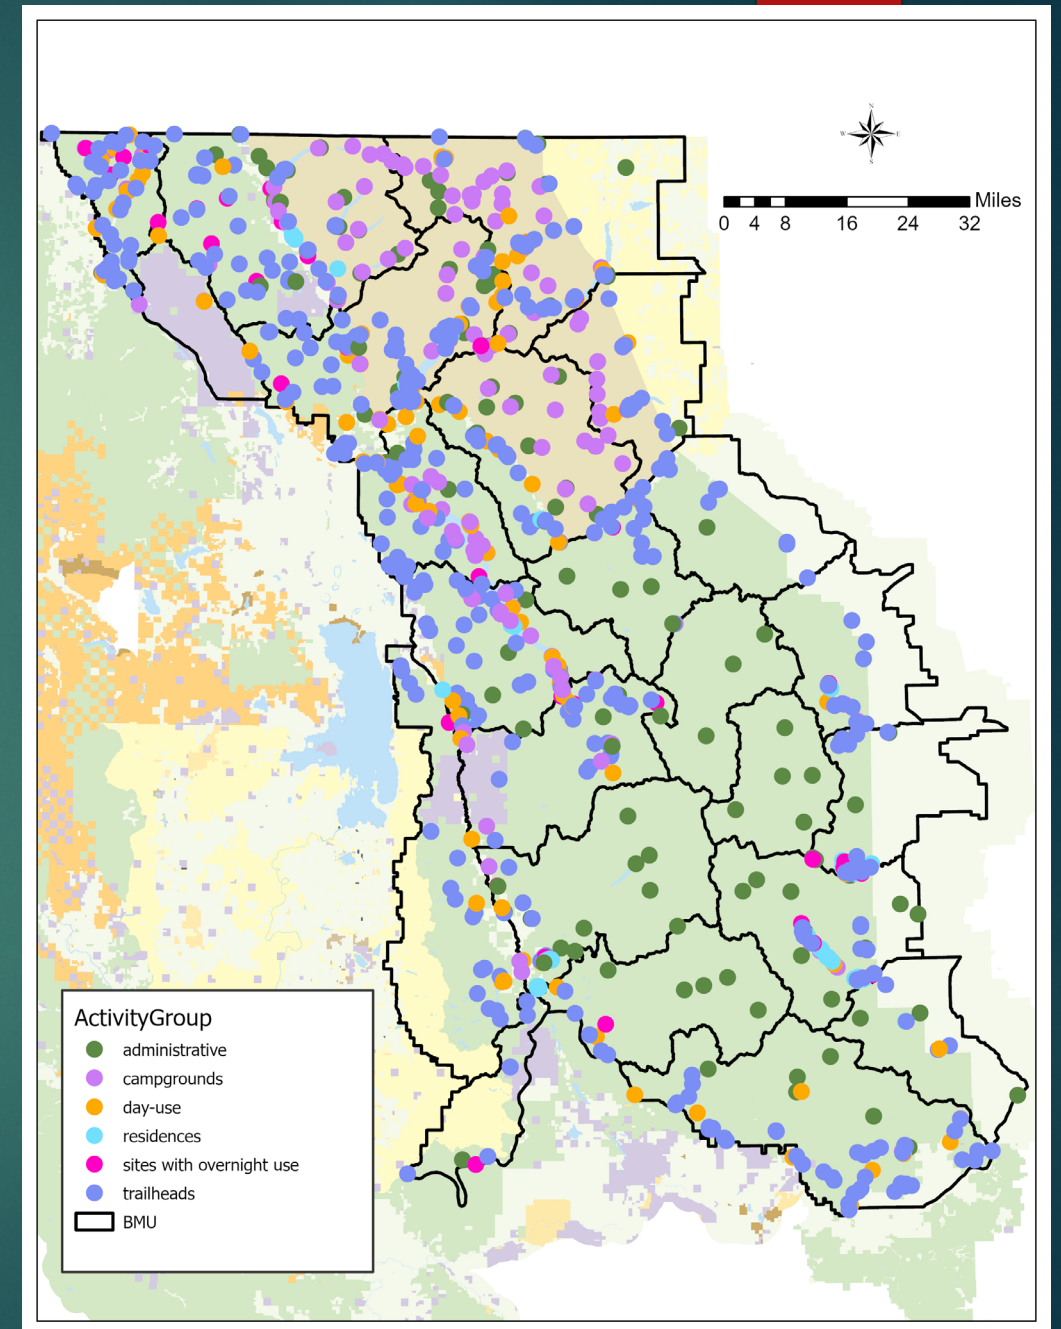 N
W E
S
Miles
0 4 8 16 24 32
ActivityGroup
administrative
campgrounds
day-use
residences
sites with overnight use
trailheads
BMU